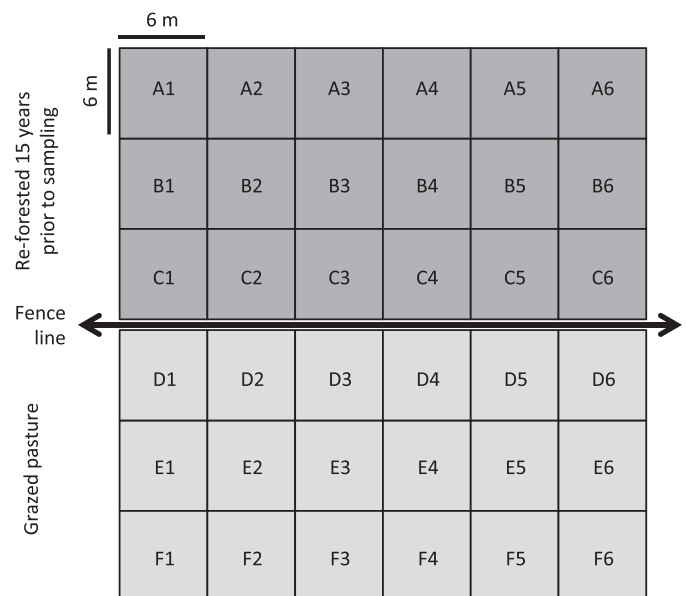 6 m
6 m
Re-forested 15 years
prior to sampling
A1 A2 A3 A4 A5 A6
B1 B2 B3 B4 B5 B6
C1 C2 C3 C4 C5 C6
Fence
line
Grazed pasture
D1 D2 D3 D4 D5 D6
E1 E2 E3 E4 E5 E6
F1 F2 F3 F4 F5 F6